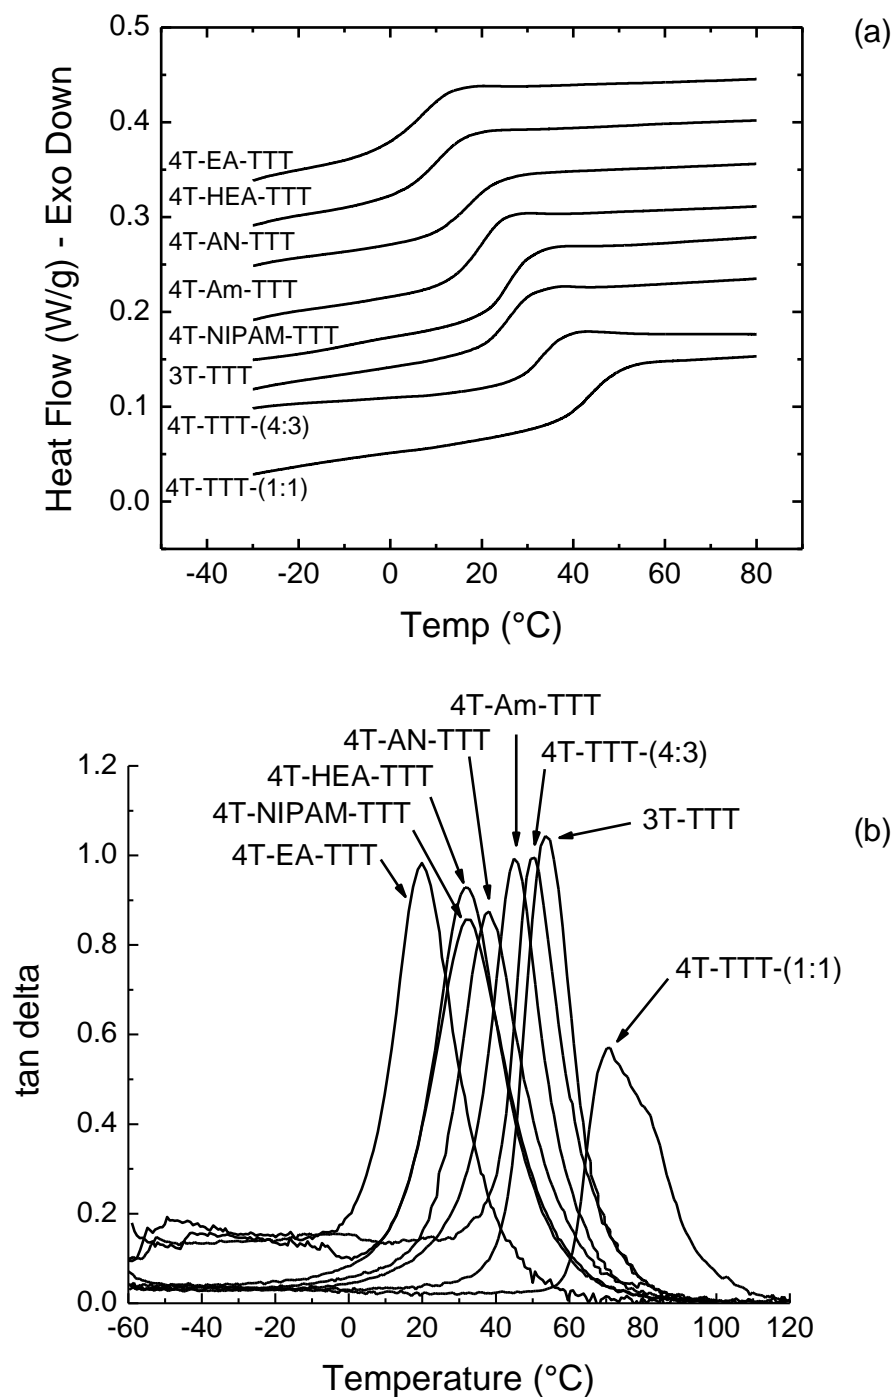 (a)
0.5
0.4
0.3
0.2
0.1
0.0
Heat Flow (W/g) - Exo Down
4T-EA-TTT
4T-HEA-TTT
4T-AN-TTT
4T-Am-TTT
4T-NIPAM-TTT
3T-TTT
4T-TTT-(4:3)
4T-TTT-(1:1)
-40 -20 0 20 40 60 80
Temp (°C)
(b)
4T-Am-TTT
4T-AN-TTT
4T-TTT-(4:3)
4T-HEA-TTT
4T-NIPAM-TTT
3T-TTT
4T-EA-TTT
4T-TTT-(1:1)
1.2
1.0
0.8
0.6
0.4
0.2
0.0
tan delta
-60 -40 -20 0 20 40 60 80 100 120
Temperature (°C)